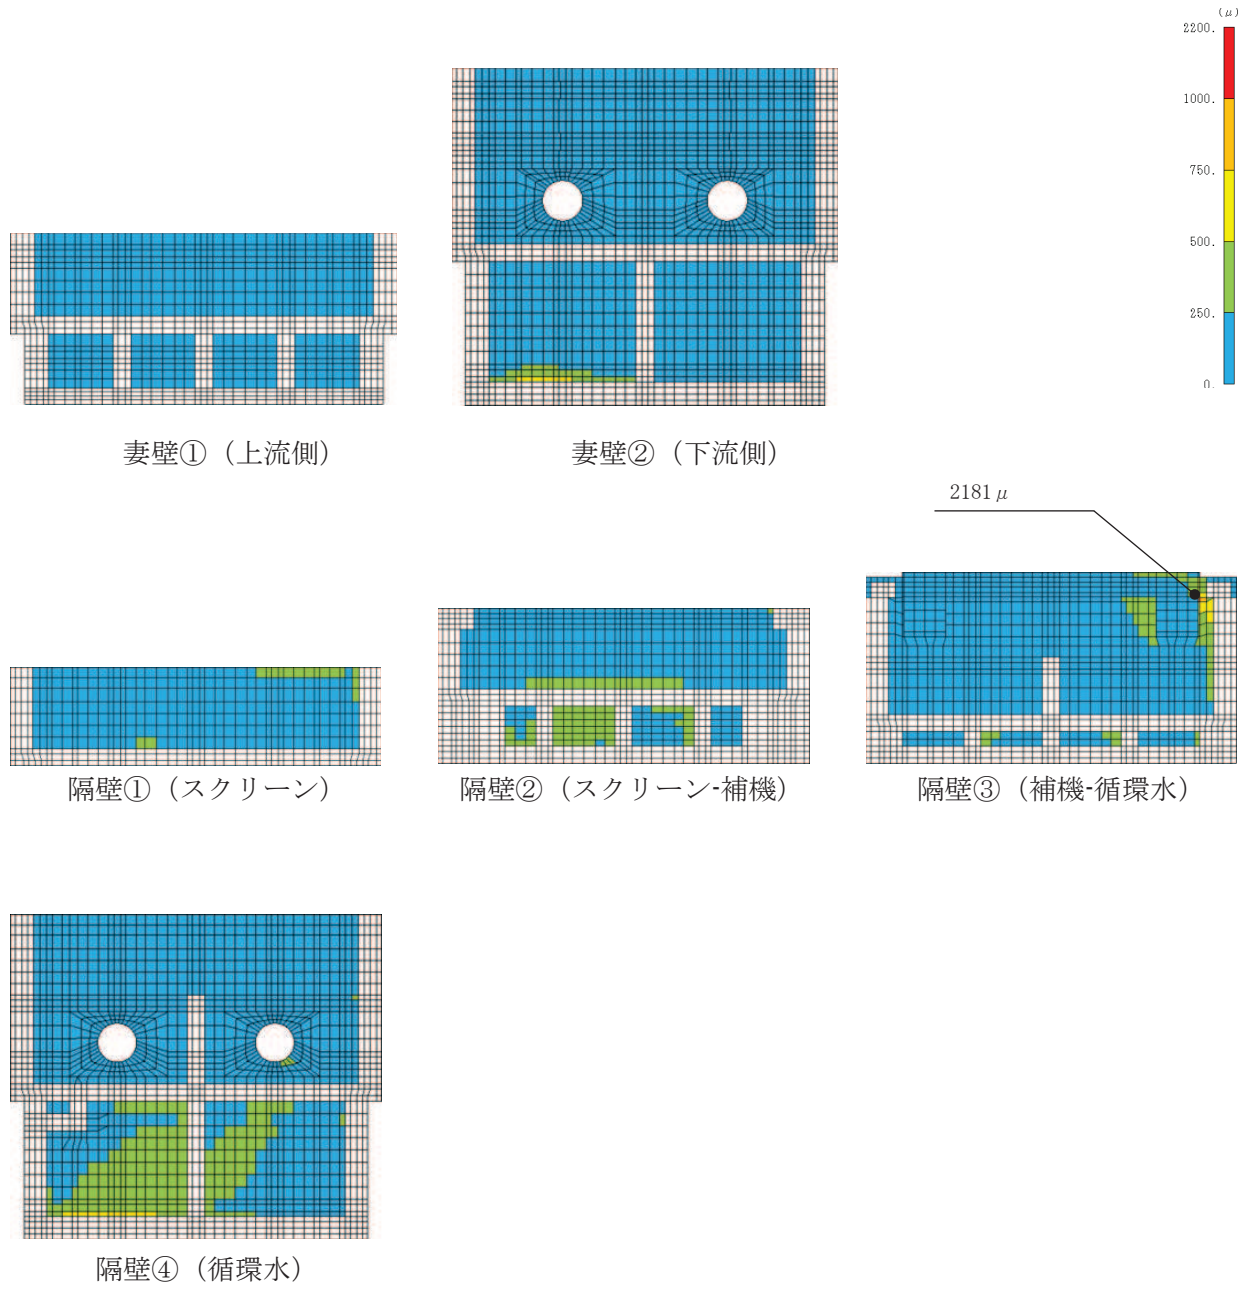 (μ)
2200.
1000.
750.
500.
250.
0.
妻壁①（上流側）
妻壁②（下流側）
2181μ
隔壁①（スクリーン）
隔壁②（スクリーン-補機）
隔壁③（補機-循環水）
隔壁④（循環水）